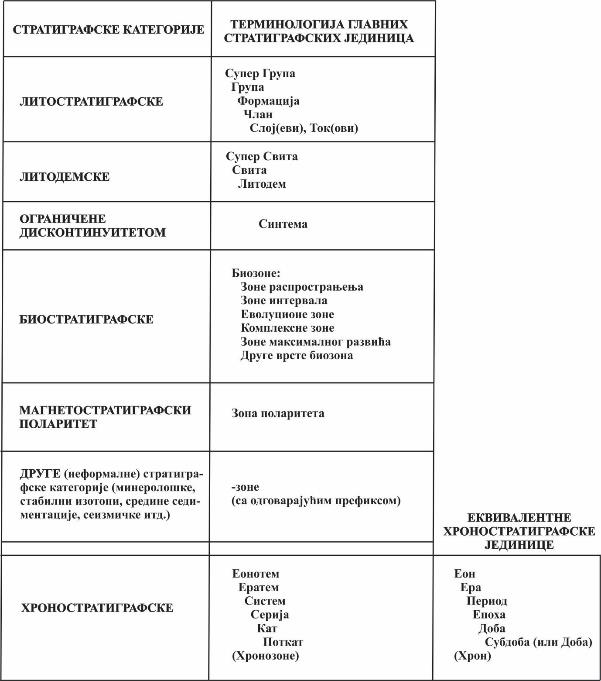 СТРАТИГРАФСКЕ КАТЕГОРИЈЕ
ТЕРМИНОЛОГИЈА ГЛАВНИХ
СТРАТИГРАФСКИХ ЈЕДИНИЦА
ЛИТОСТРАТИГРАФСКЕ
Супер Група
Група
Формација
Члан
Слој(еви), Ток(ови)
ЛИТОДЕМСКЕ
Супер Свита
Свита
Литодем
ОГРАНИЧЕНЕ
ДИСКОНТИНУИТЕТОМ
Синтема
БИОСТРАТИГРАФСКЕ
Биозоне:
Зоне распрострањења
Зоне интервала
Еволуционе зоне
Комплексне зоне
Зоне максималног развића
Друге врсте биозона
МАГНЕТОСТРАТИГРАФСКИ
ПОЛАРИТЕТ
Зона поларитета
ДРУГЕ (неформалне) стратигра-
фске категорије (минеролошке,
стабилни изотопи, средине седи-
ментације, сеизмичке итд.)
-зоне
(са одговарајућим префиксом)
ЕКВИВАЛЕНТНЕ
ХРОНОСТРАТИГРАФСКЕ
ЈЕДИНИЦЕ
ХРОНОСТРАТИГРАФСКЕ
Еонотем
Ератем
Систем
Серија
Кат
Поткат
(Хронозоне)
Еон
Ера
Период
Епоха
Доба
Субдоба (или Доба)
(Хрон)